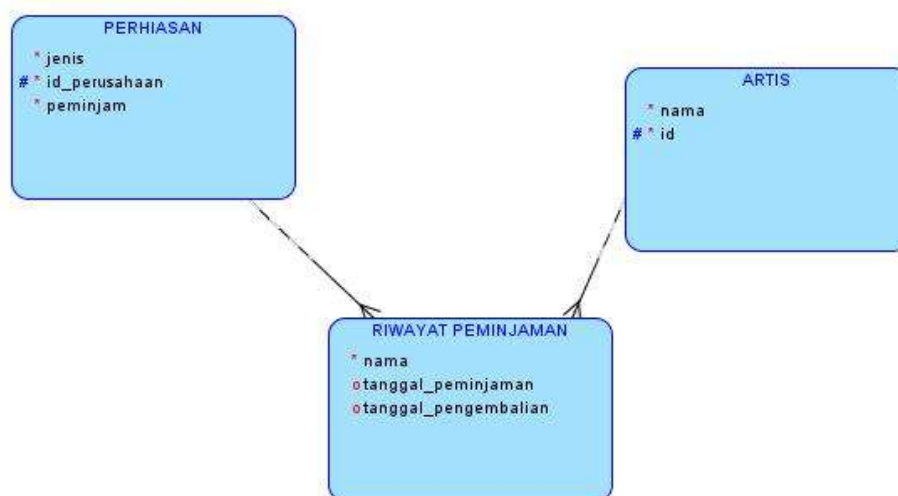 PERHIASAN
* jenis
# * id_perusahaan
* peminjam
ARTIS
* nama
# * id
RIWAYAT PEMINJAMAN
* nama
o tanggal_peminjaman
o tanggal_pengembalian